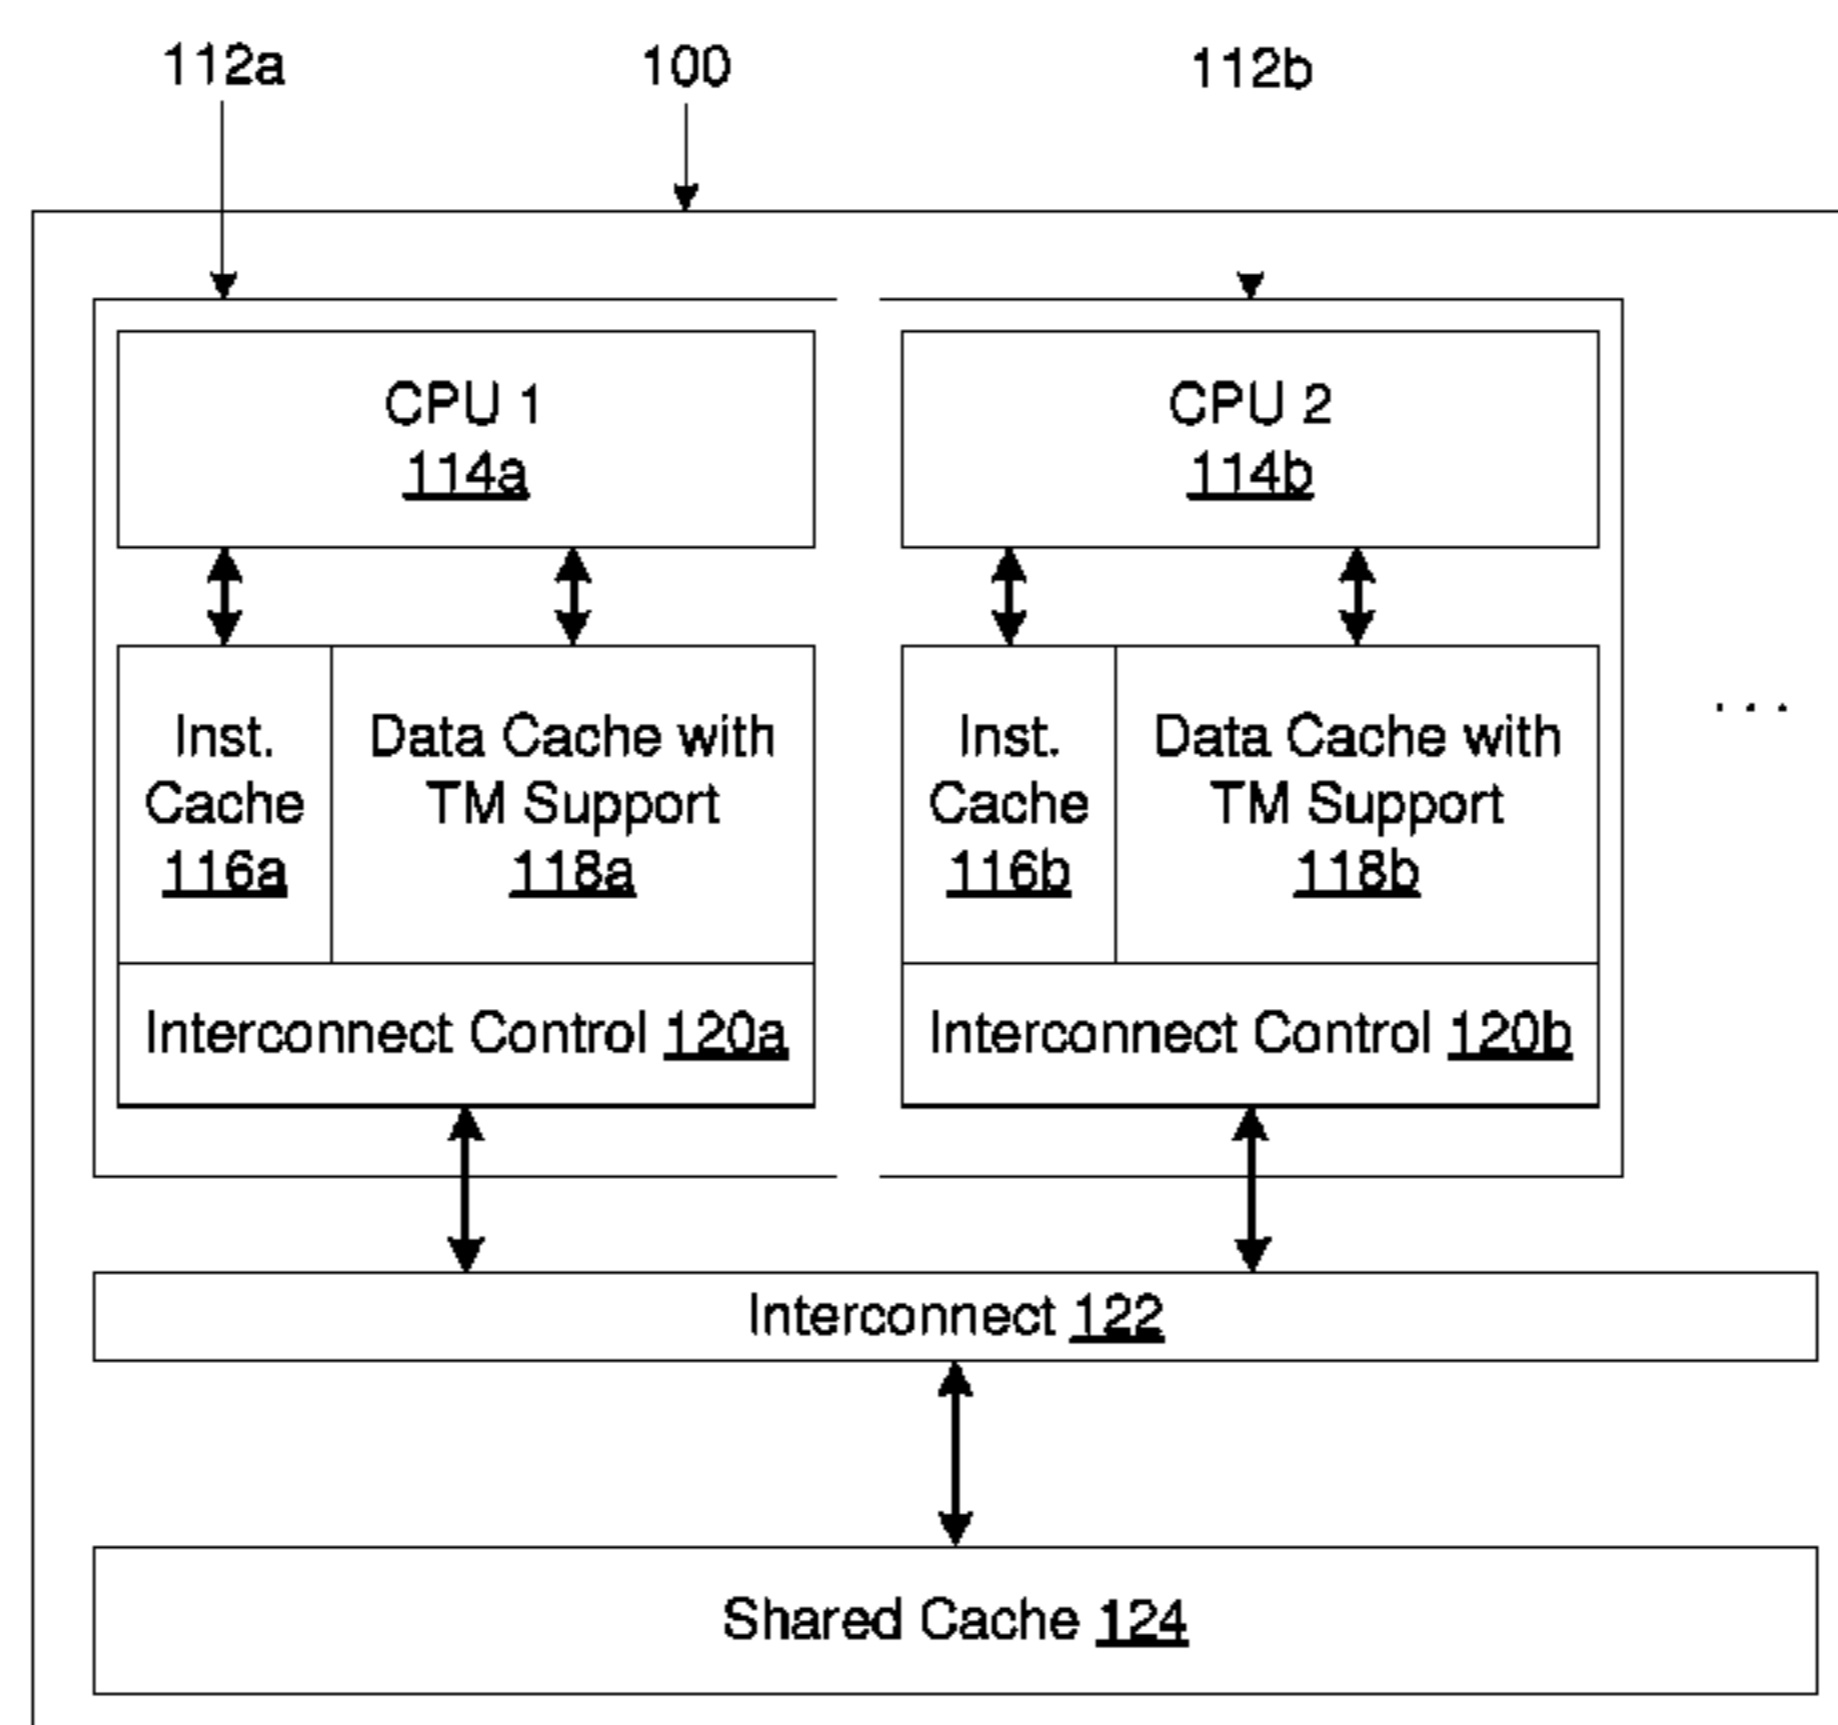 112a 100 112b
CPU 1
114a
CPU 2
114b
Inst.
Cache
116a
Data Cache with
TM Support
118a
Inst.
Cache
116b
Data Cache with
TM Support
118b
. . .
Interconnect Control 120a
Interconnect Control 120b
Interconnect 122
Shared Cache 124